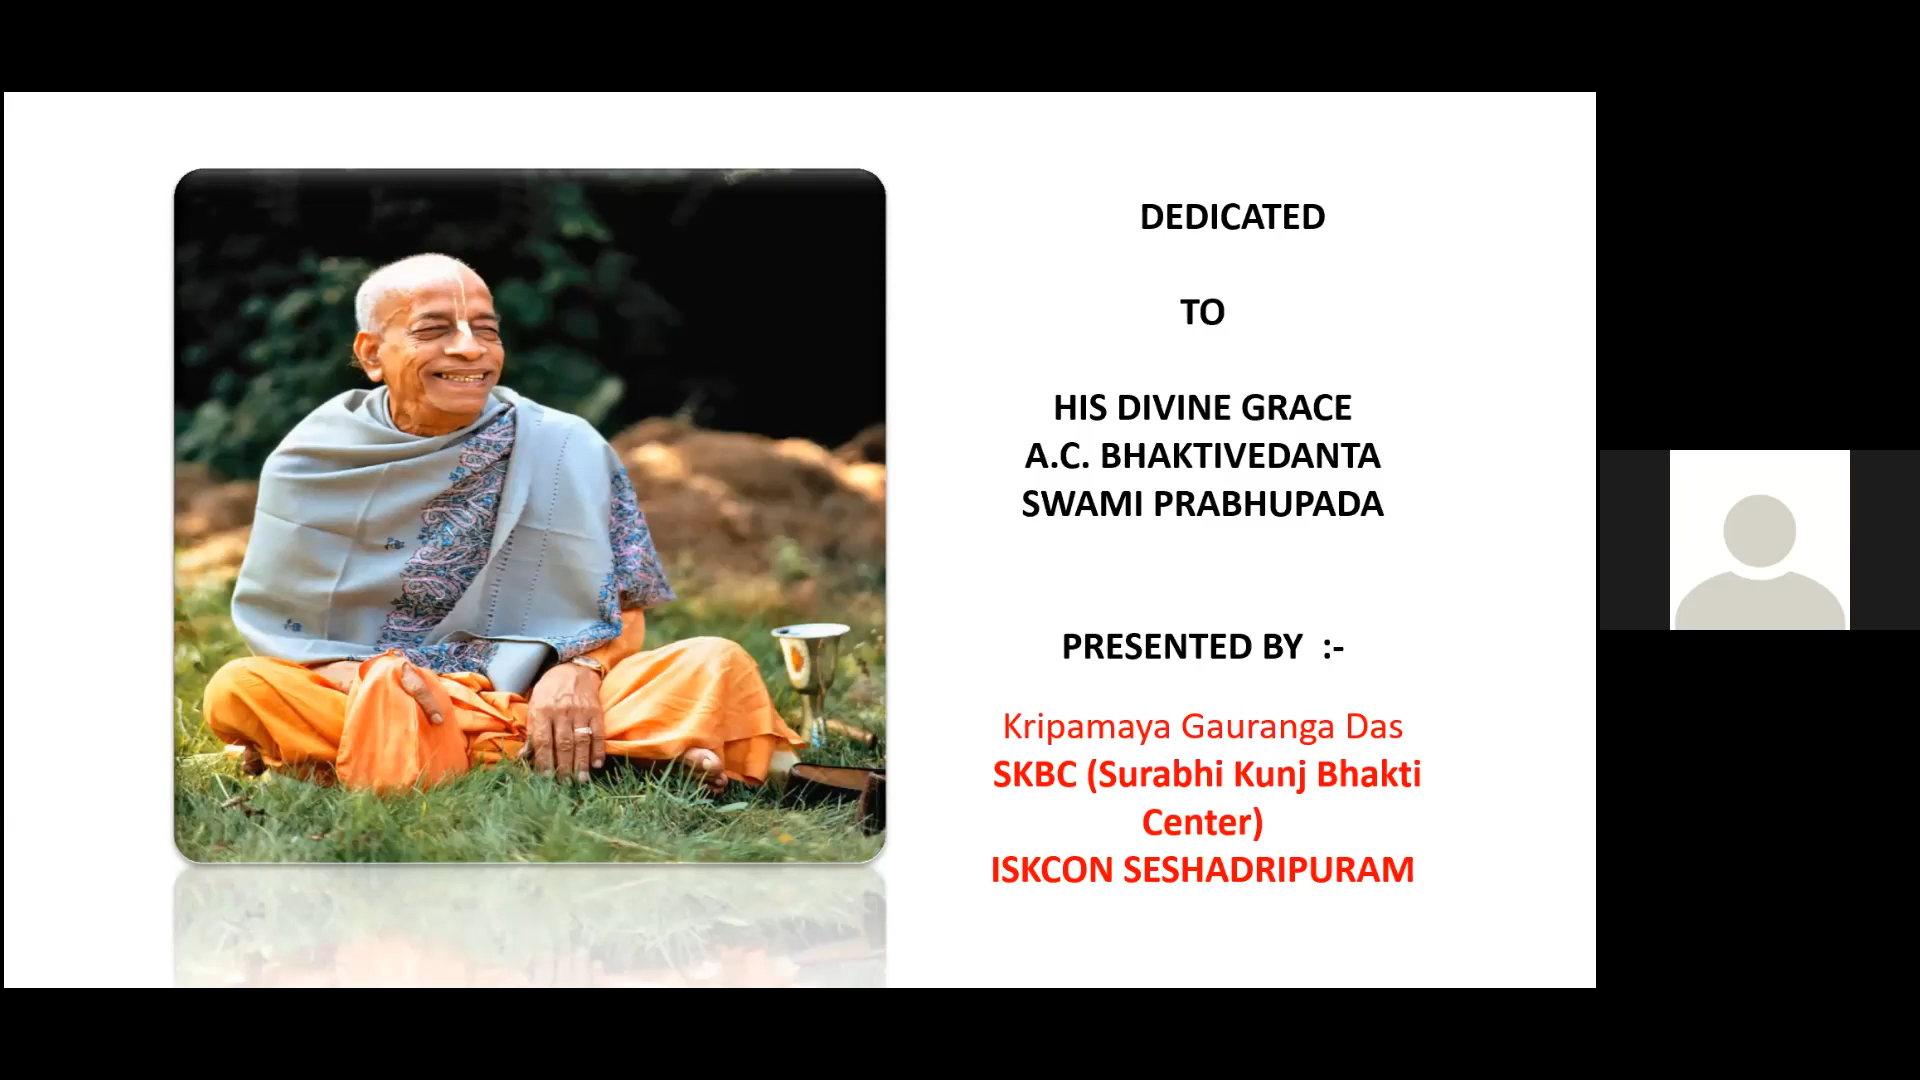 DEDICATED
TO
HIS DIVINE GRACE
A.C. BHAKTIVEDANTA
SWAMI PRABHUPADA
PRESENTED BY  :-
Kripamaya Gauranga Das
SKBC (Surabhi Kunj Bhakti
Center)
ISKCON SESHADRIPURAM